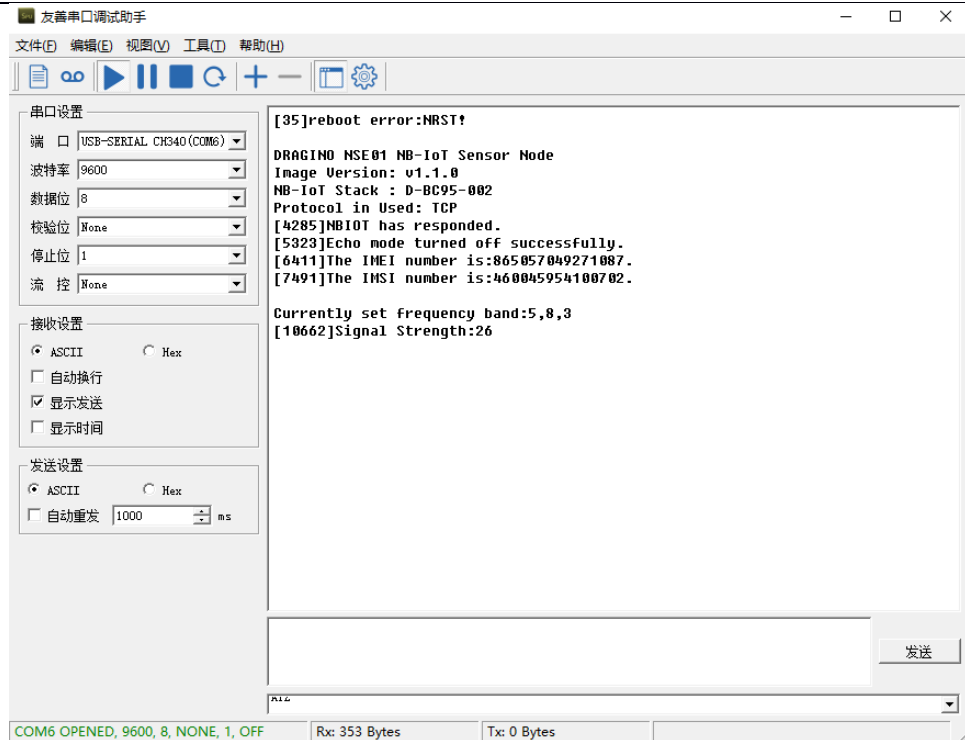 友善串口调试助手
文件(F) 编辑(E) 视图(V) 工具(T) 帮助(H)
串口设置
端 口 USB-SERIAL CH340(COM6)
波特率 9600
数据位 8
校验位 None
停止位 1
流 控 None
接收设置
ASCII Hex
自动换行
显示发送
显示时间
发送设置
ASCII Hex
自动重发 1000 ms
[35]reboot error:NRST!
DRAGINO NSE01 NB-IoT Sensor Node
Image Version: v1.1.0
NB-IoT Stack : D-BC95-002
Protocol in Used: TCP
[4285]NBIOT has responded.
[5323]Echo mode turned off successfully.
[6411]The IMEI number is:865057049271087.
[7491]The IMSI number is:460045954100702.
Currently set frequency band:5,8,3
[10662]Signal Strength:26
发送
COM6 OPENED, 9600, 8, NONE, 1, OFF Rx: 353 Bytes Tx: 0 Bytes